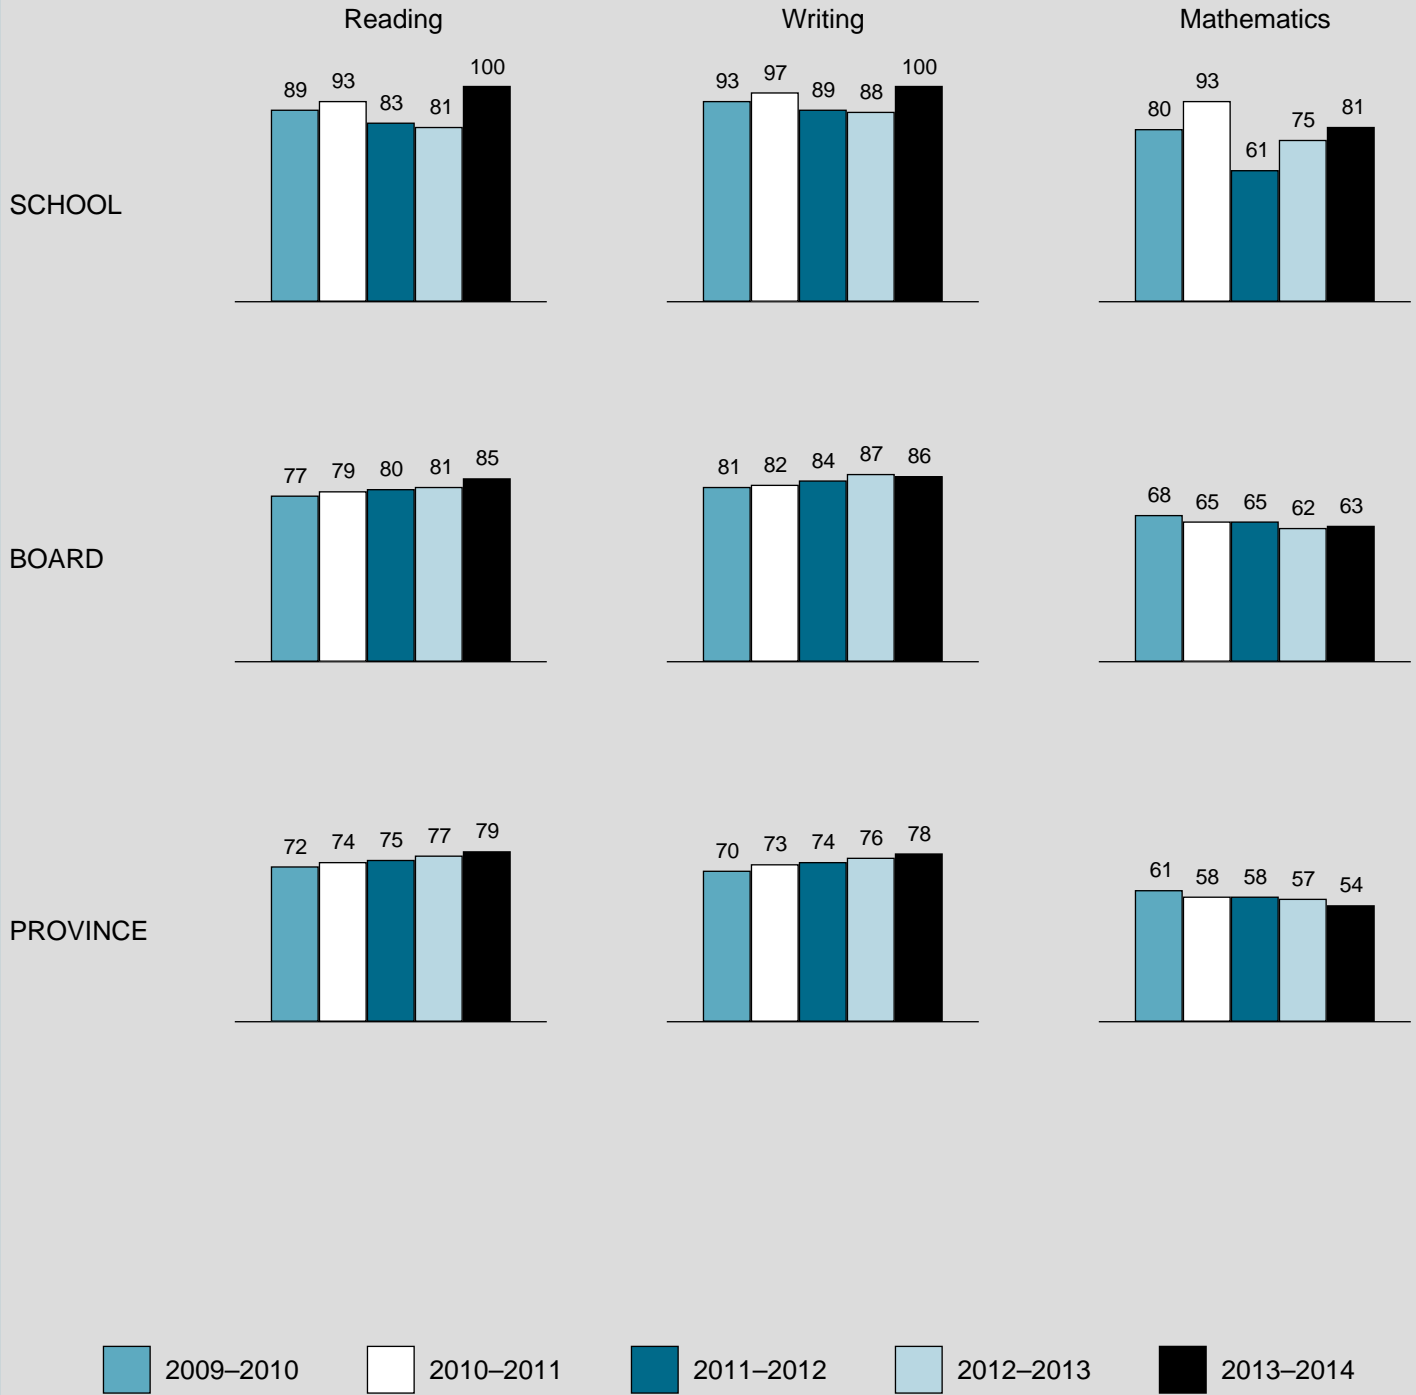 Reading Writing Mathematics
89 93 83 81 100 93 97 89 88 100 80 93 61 75 81
SCHOOL
77 79 80 81 85 81 82 84 87 86 68 65 65 62 63
BOARD
72 74 75 77 79 70 73 74 76 78 61 58 58 57 54
PROVINCE
2009–2010 2010–2011 2011–2012 2012–2013 2013–2014